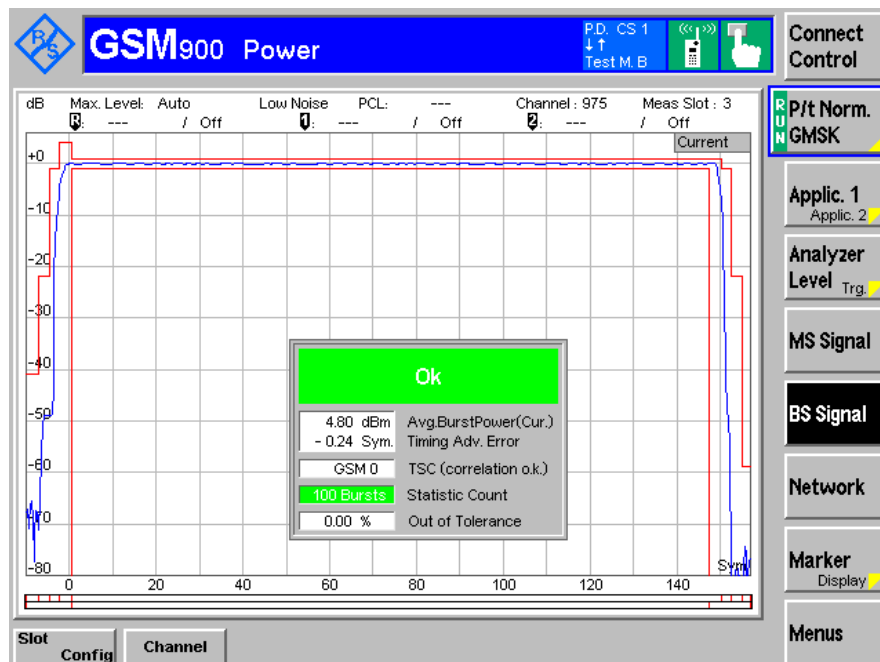 R/S
GSM900 Power
P.D. CS 1
↓↑
Test M. B
Connect
Control
dB Max. Level: Auto Low Noise PCL: --- Channel : 975 Meas Slot : 3
R: --- / Off 1: --- / Off 2: --- / Off
RUN
P/t Norm.
GMSK
Current
+0
-10
-20
-30
-40
-50
-60
-70
-80
0 20 40 60 80 100 120 140
Sym
Ok
4.80 dBm Avg.BurstPower(Cur.)
- 0.24 Sym. Timing Adv. Error
GSM 0 TSC (correlation o.k.)
100 Bursts Statistic Count
0.00 % Out of Tolerance
Applic. 1
Applic. 2
Analyzer
Level Trg.
MS Signal
BS Signal
Network
Marker
Display
Menus
Slot
Config
Channel